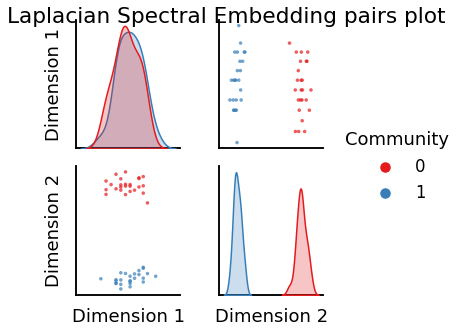 Laplacian Spectral Embedding pairs plot
Dimension 1
Community
0
1
Dimension 2
Dimension 1
Dimension 2